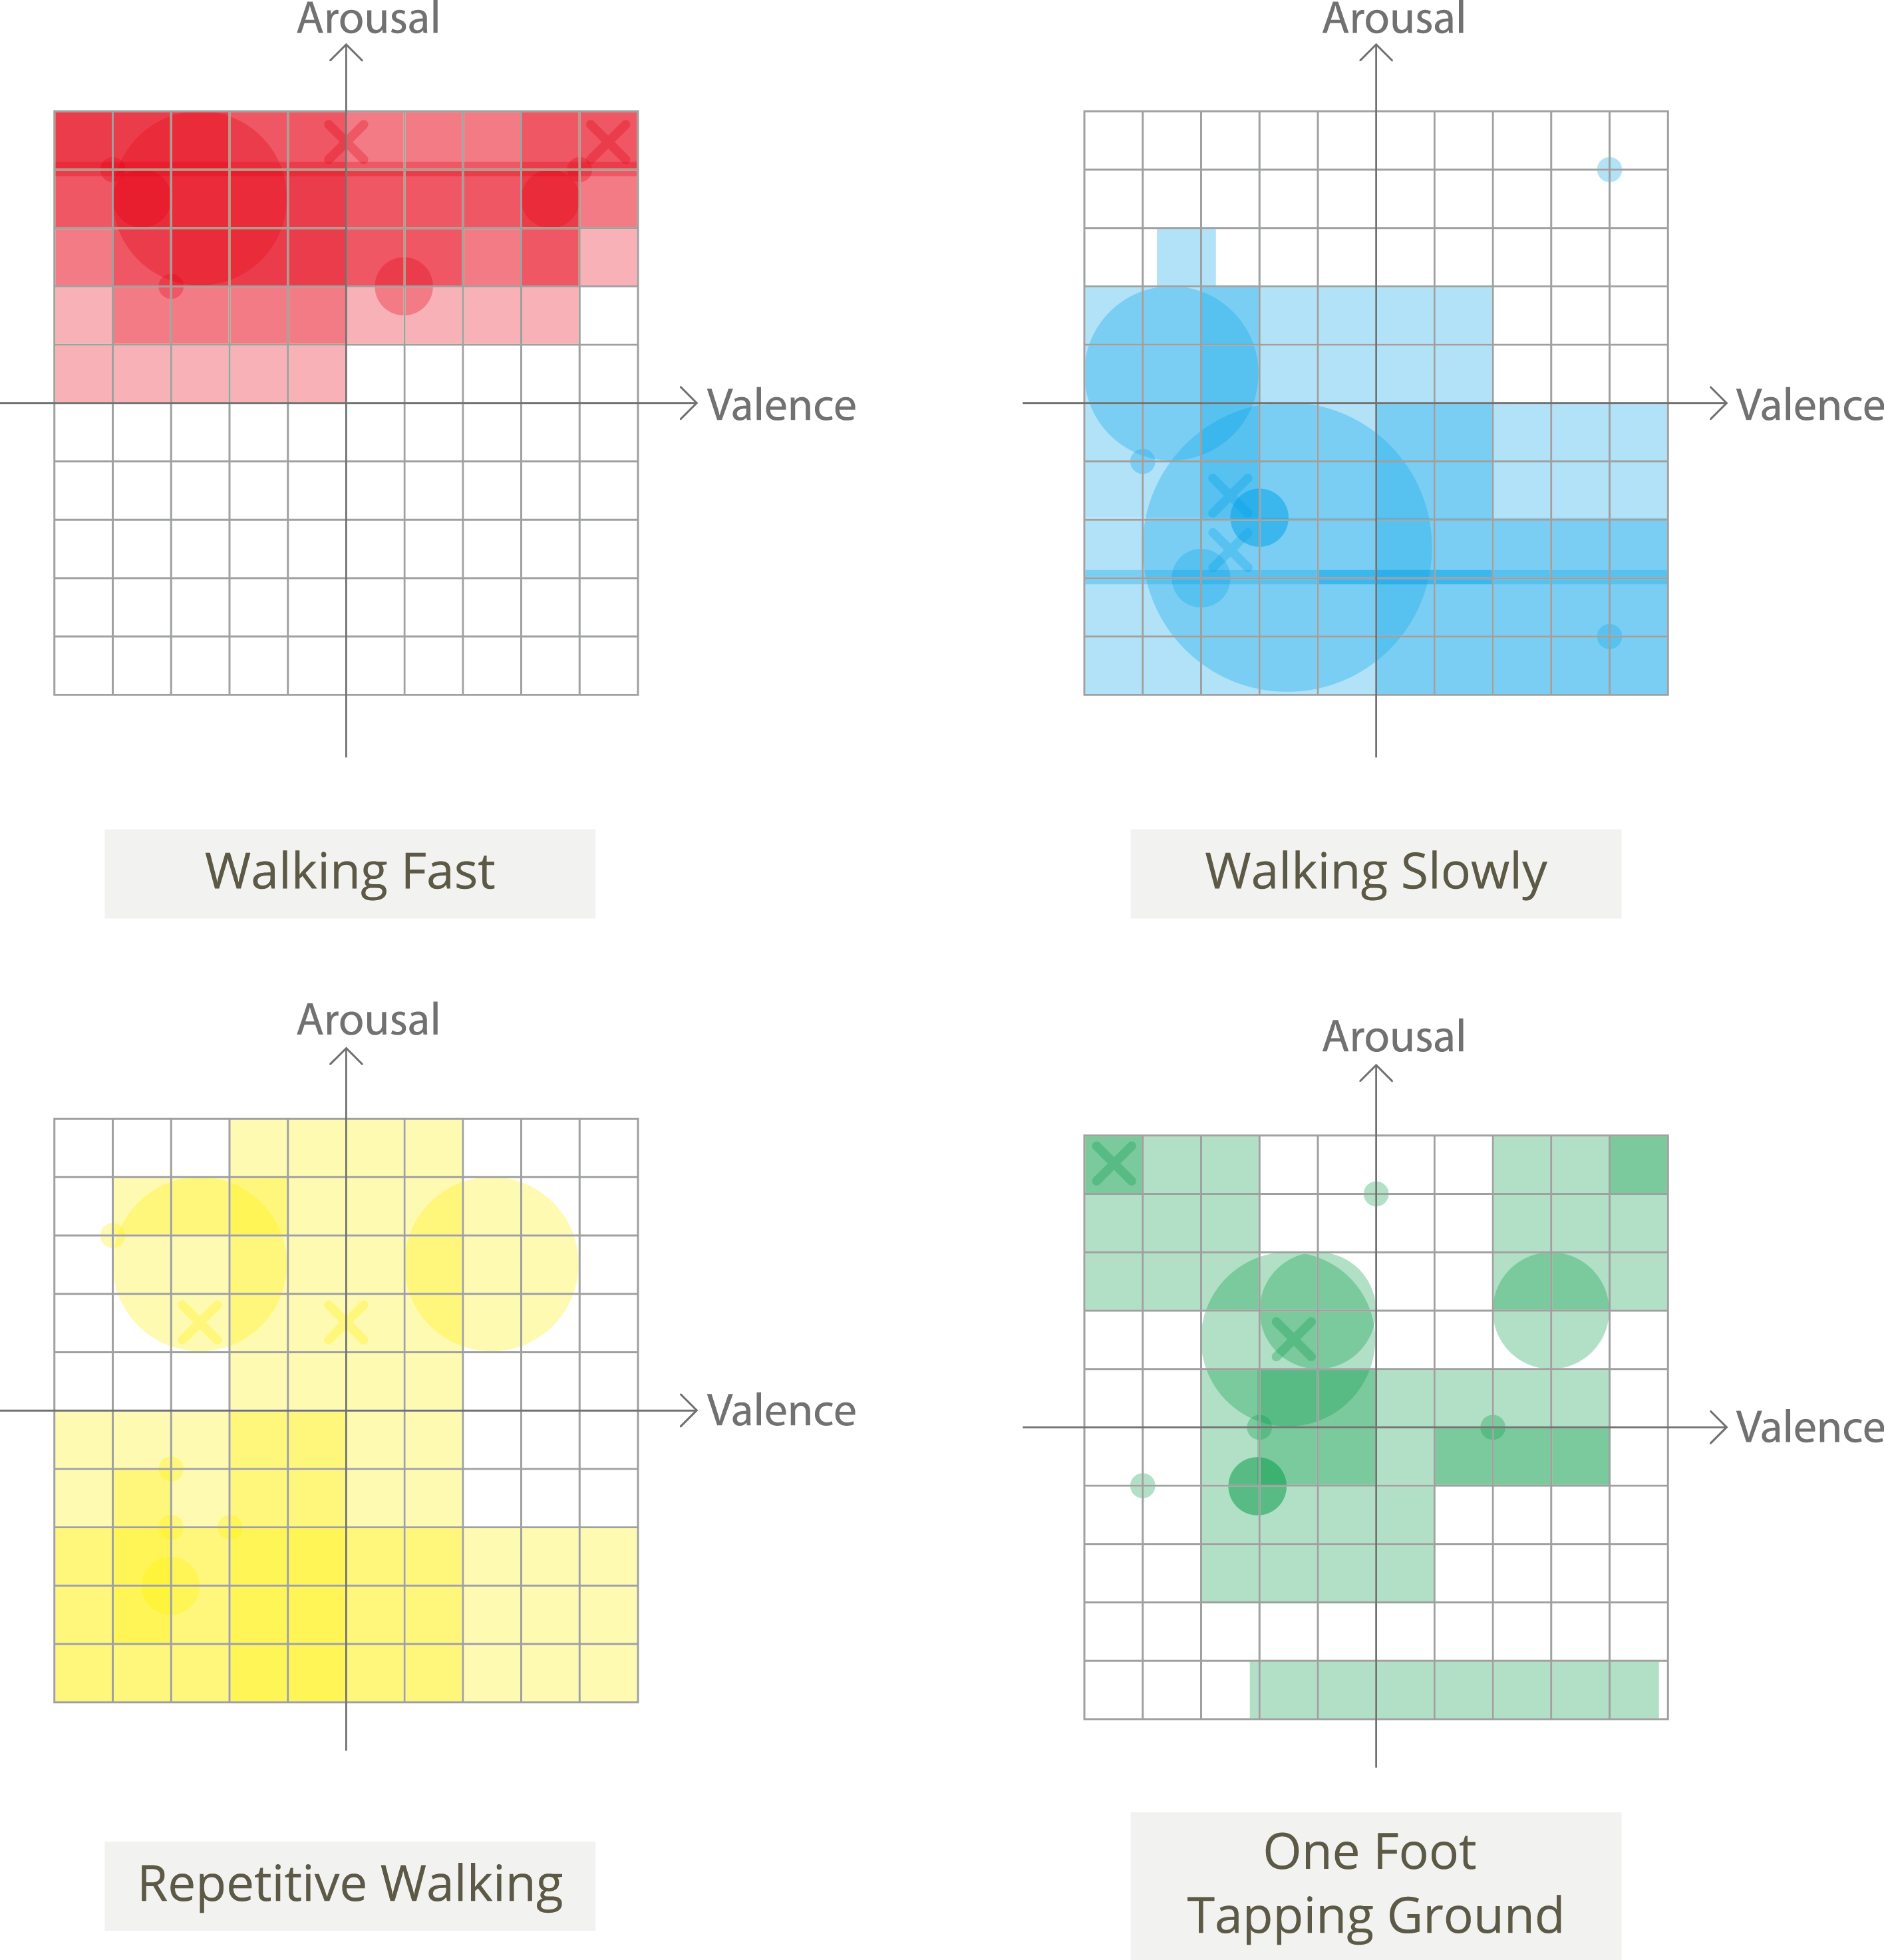 Arousal
Arousal
Valence
Valence
Walking Fast
Walking Slowly
Arousal
Arousal
Valence
Valence
Repetitive Walking
One Foot
Tapping Ground